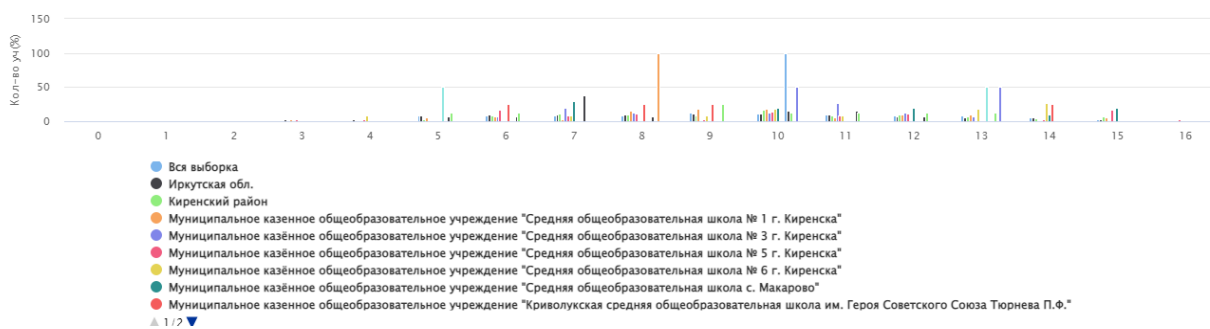 150
100
50
0
Кол-во уч(%)
0 1 2 3 4 5 6 7 8 9 10 11 12 13 14 15 16
Вся выборка
Иркутская обл.
Киренский район
Муниципальное казенное общеобразовательное учреждение "Средняя общеобразовательная школа № 1 г. Киренска"
Муниципальное казённое общеобразовательное учреждение "Средняя общеобразовательная школа № 3 г. Киренска"
Муниципальное казённое общеобразовательное учреждение "Средняя общеобразовательная школа № 5 г. Киренска"
Муниципальное казённое общеобразовательное учреждение "Средняя общеобразовательная школа № 6 г. Киренска"
Муниципальное казённое общеобразовательное учреждение "Средняя общеобразовательная школа с. Макарово"
Муниципальное казенное общеобразовательное учреждение "Криволукская средняя общеобразовательная школа им. Героя Советского Союза Тюрнева П.Ф."
1/2